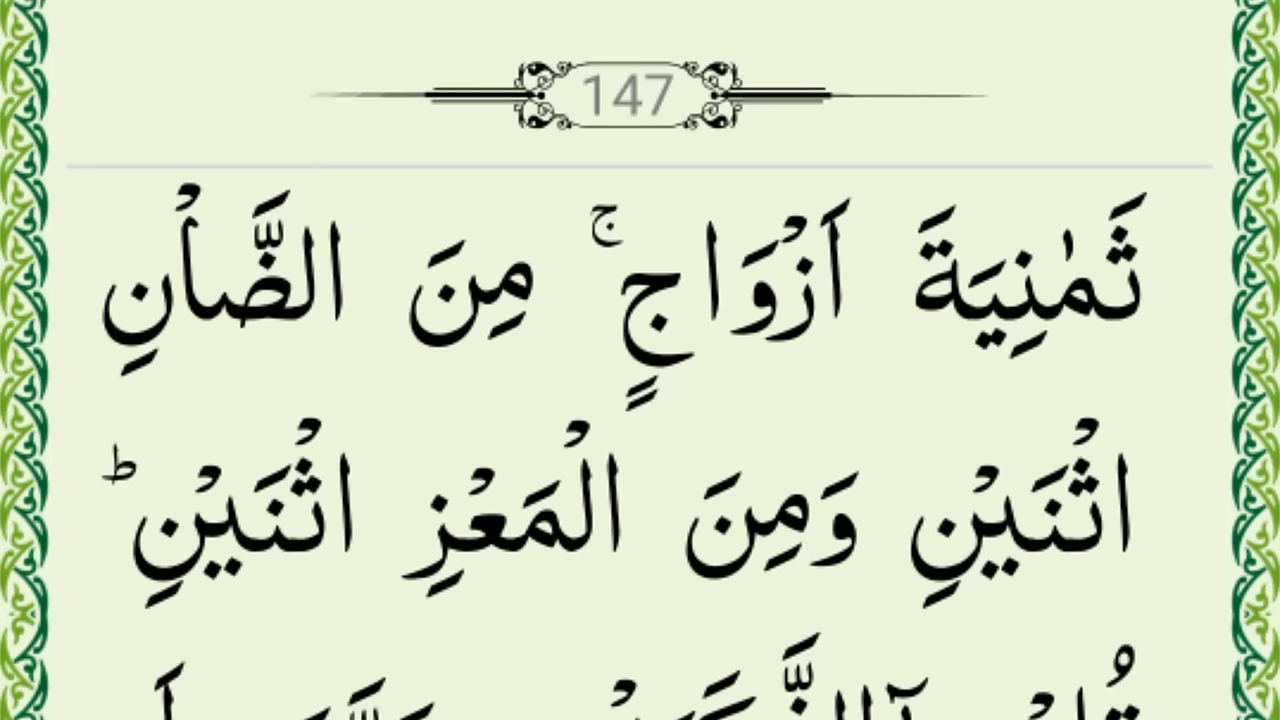 147
ثَمٰنِيَةَ اَزْوَاجٍ ۚ مِنَ الضَّاْنِ
اثْنَيْنِ وَمِنَ الْمَعْزِ اثْنَيْنِ ؕ